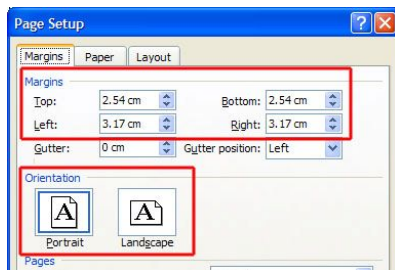 Page Setup
Margins Paper Layout
Margins
Top: 2.54 cm Bottom: 2.54 cm
Left: 3.17 cm Right: 3.17 cm
Gutter: 0 cm Gutter position: Left
Orientation
A A
Portrait Landscape
Pages